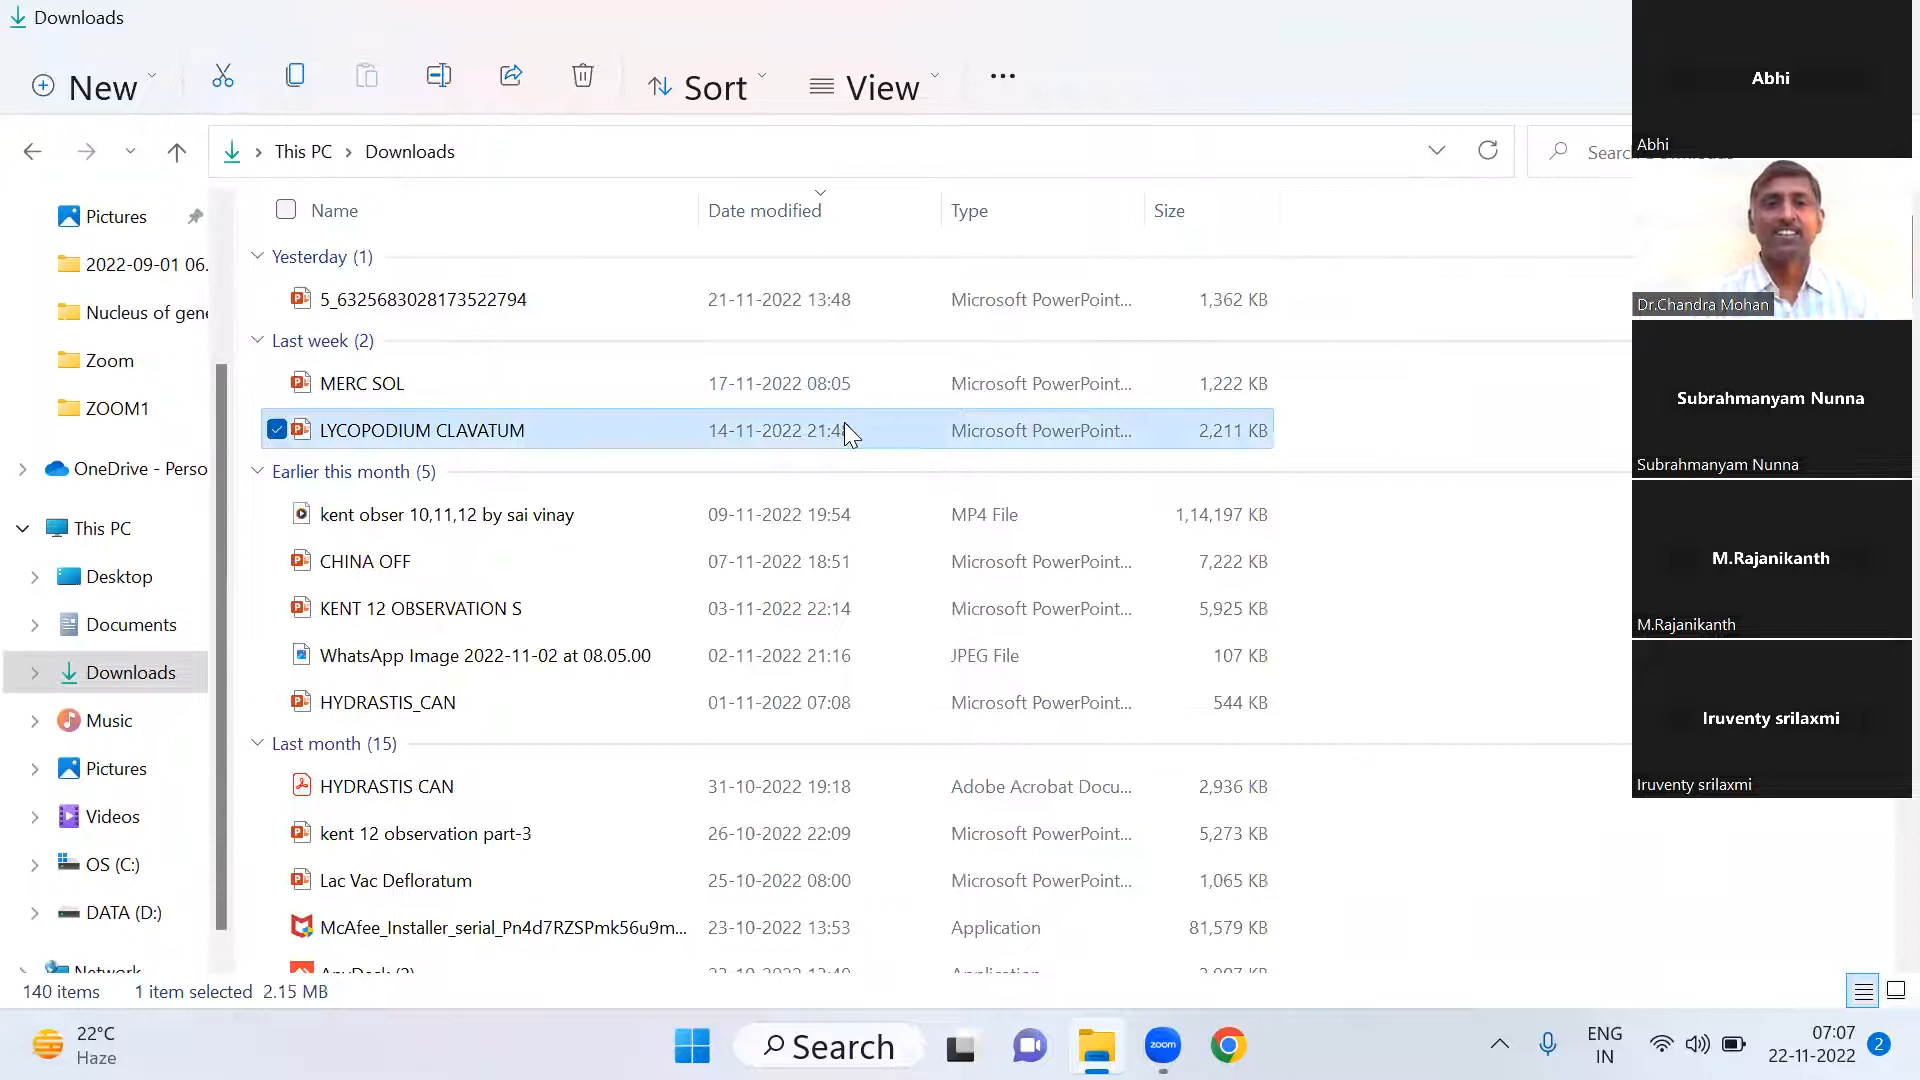 Downloads
New
Sort
View
This PC
Downloads
Name
Date modified
Type
Size
Pictures
2022-09-01 06.
Nucleus of gene
Zoom
ZOOM1
OneDrive - Perso
This PC
Desktop
Documents
Downloads
Music
Pictures
Videos
OS (C:)
DATA (D:)
Network
Yesterday (1)
5_6325683028173522794 21-11-2022 13:48 Microsoft PowerPoint... 1,362 KB
Last week (2)
MERC SOL 17-11-2022 08:05 Microsoft PowerPoint... 1,222 KB
LYCOPODIUM CLAVATUM 14-11-2022 Microsoft PowerPoint... 2,211 KB
Earlier this month (5)
kent obser 10,11,12 by sai vinay 09-11-2022 19:54 MP4 File 1,14,197 KB
CHINA OFF 07-11-2022 18:51 Microsoft PowerPoint... 7,222 KB
KENT 12 OBSERVATION S 03-11-2022 22:14 Microsoft PowerPoint... 5,925 KB
WhatsApp Image 2022-11-02 at 08.05.00 02-11-2022 21:16 JPEG File 107 KB
HYDRASTIS_CAN 01-11-2022 07:08 Microsoft PowerPoint... 544 KB
Last month (15)
HYDRASTIS CAN 31-10-2022 19:18 Adobe Acrobat Docu... 2,936 KB
kent 12 observation part-3 26-10-2022 22:09 Microsoft PowerPoint... 5,273 KB
Lac Vac Defloratum 25-10-2022 08:00 Microsoft PowerPoint... 1,065 KB
McAfee_Installer_serial_Pn4d7RZSPmk56u9m... 23-10-2022 13:53 Application 81,579 KB
Abhi
Abhi
Dr.Chandra Mohan
Subrahmanyam Nunna
Subrahmanyam Nunna
M.Rajanikanth
M.Rajanikanth
Iruventy srilaxmi
Iruventy srilaxmi
140 items 1 item selected 2.15 MB
22°C
Haze
Search
zoom
ENG
IN
07:07
22-11-2022
2